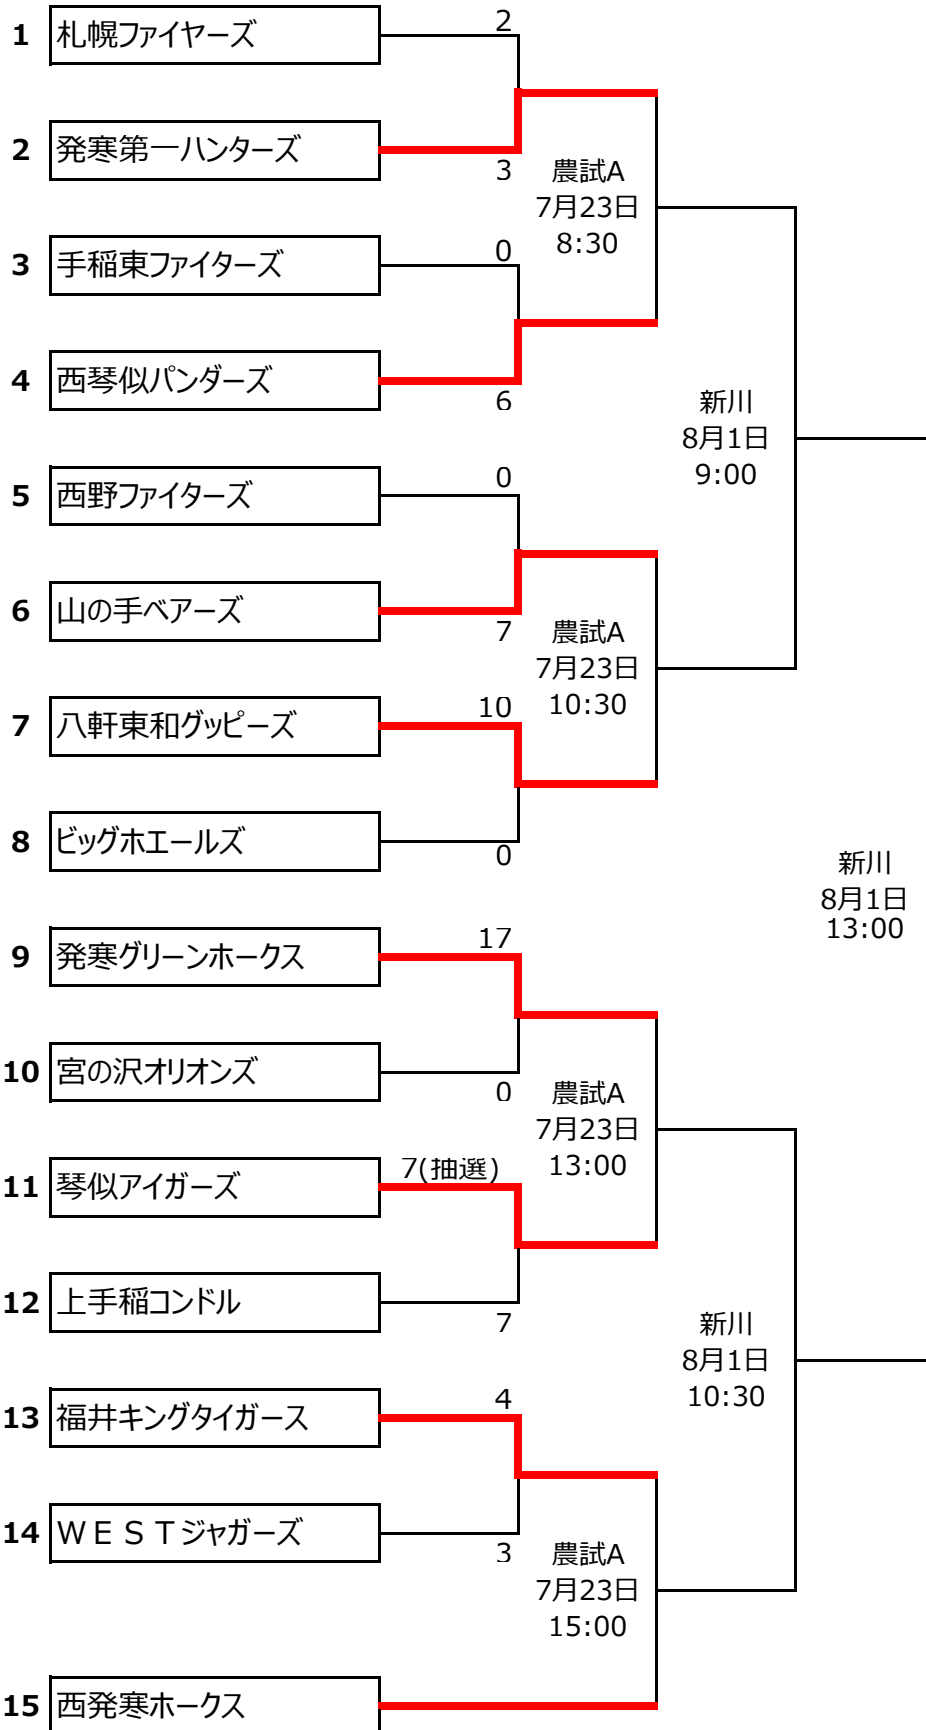 1 札幌ファイヤーズ 2
2 発寒第一ハンターズ 3
農試A
7月23日
8:30
3 手稲東ファイターズ 0
4 西琴似パンダーズ 6
新川
8月1日
9:00
5 西野ファイターズ 0
6 山の手ベアーズ 7
農試A
7月23日
10:30
7 八軒東和グッピーズ 10
8 ビッグホエールズ 0
新川
8月1日
13:00
9 発寒グリーンホークス 17
10 宮の沢オリオンズ 0
農試A
7月23日
13:00
11 琴似アイガーズ 7(抽選)
12 上手稲コンドル 7
新川
8月1日
10:30
13 福井キングタイガース 4
14 ＷＥＳＴジャガーズ 3
農試A
7月23日
15:00
15 西発寒ホークス